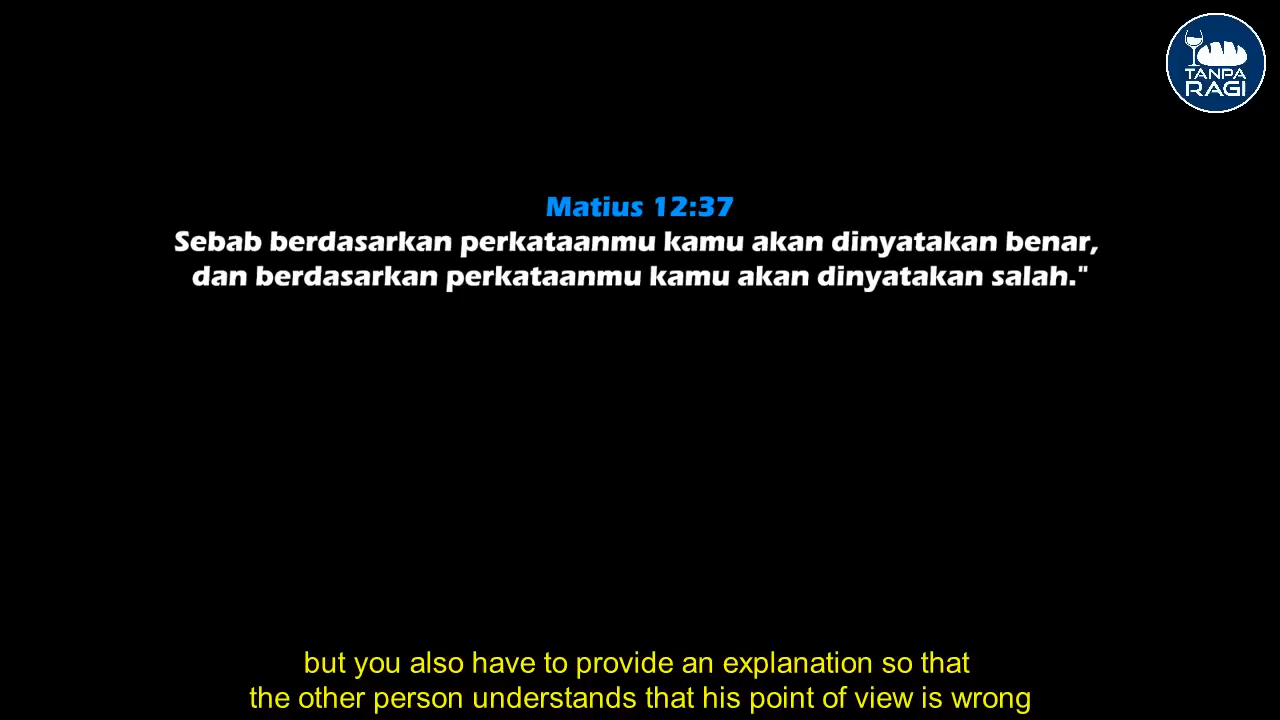 TANPA
RAGI
Matius 12:37
Sebab berdasarkan perkataanmu kamu akan dinyatakan benar,
dan berdasarkan perkataanmu kamu akan dinyatakan salah."
but you also have to provide an explanation so that
the other person understands that his point of view is wrong